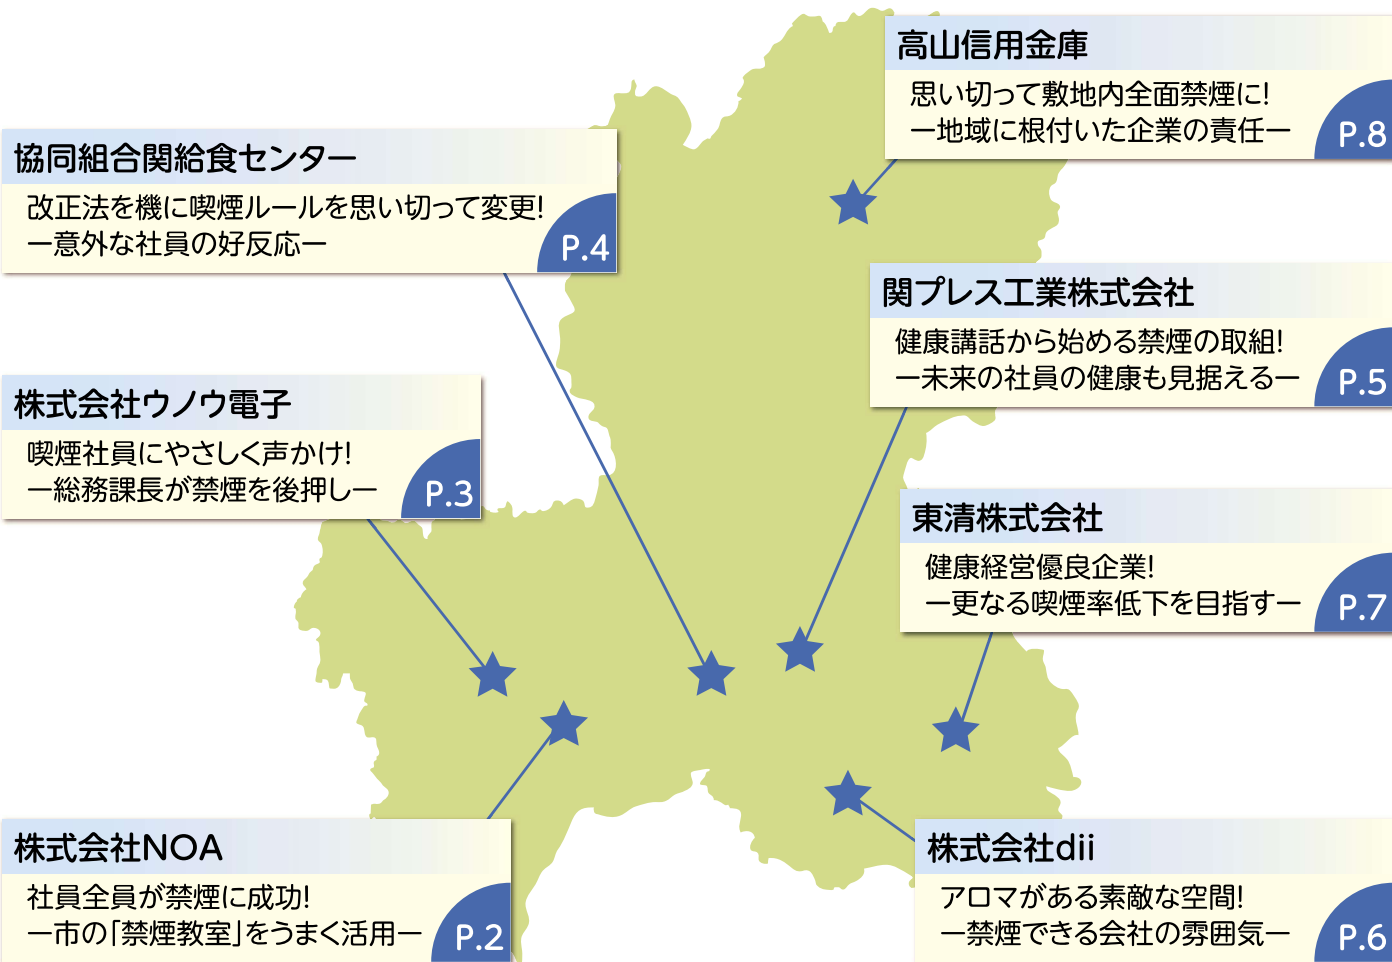 高山信用金庫
思い切って敷地内全面禁煙に!
ー地域に根付いた企業の責任ー
P.8
協同組合関給食センター
改正法を機に喫煙ルールを思い切って変更!
ー意外な社員の好反応ー
P.4
関プレス工業株式会社
健康講話から始める禁煙の取組!
ー未来の社員の健康も見据えるー
P.5
株式会社ウノウ電子
喫煙社員にやさしく声かけ!
ー総務課長が禁煙を後押しー
P.3
東清株式会社
健康経営優良企業!
ー更なる喫煙率低下を目指すー
P.7
株式会社NOA
社員全員が禁煙に成功!
ー市の「禁煙教室」をうまく活用ー
P.2
株式会社dii
アロマがある素敵な空間!
ー禁煙できる会社の雰囲気ー
P.6